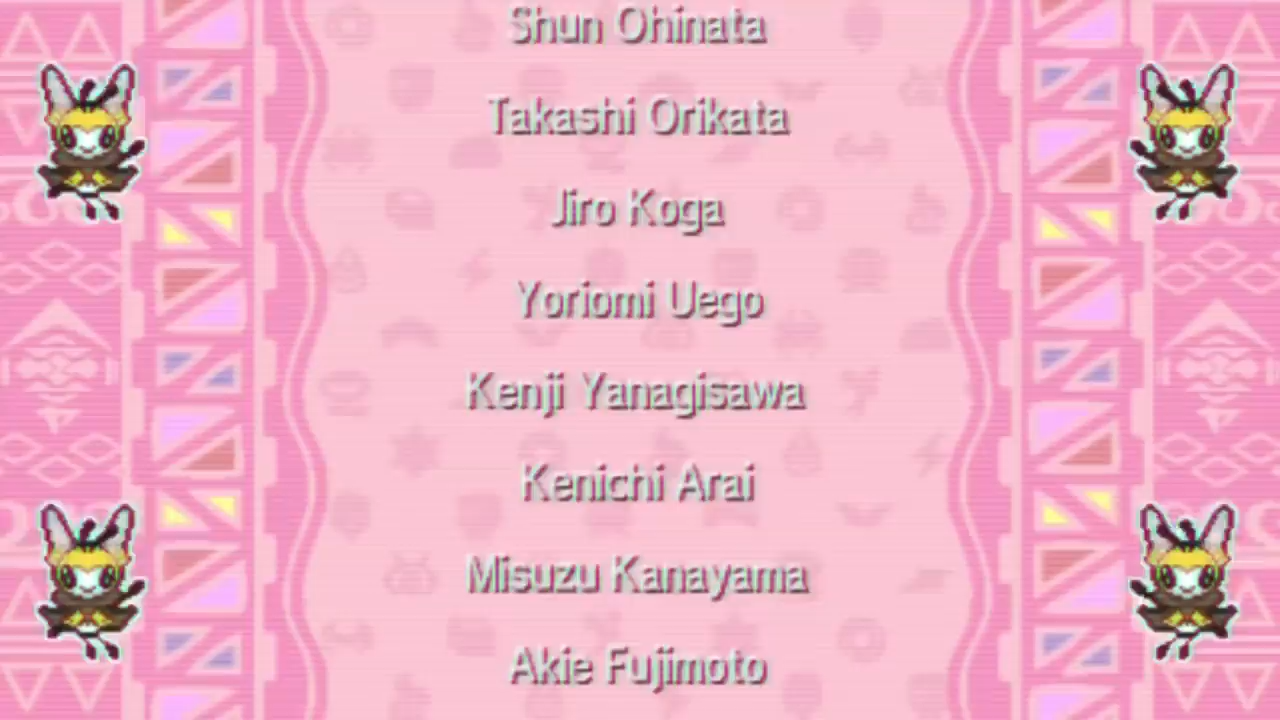 Shun Ohinata
Takashi Orikata
Jiro Koga
Yoriomi Uego
Kenji Yanagisawa
Kenichi Arai
Misuzu Kanayama
Akie Fujimoto